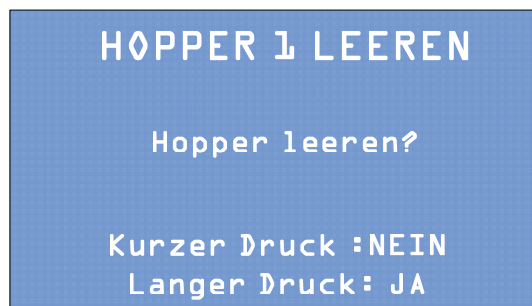 HOPPER 1 LEEREN
Hopper leeren?
Kurzer Druck :NEIN
Langer Druck: JA